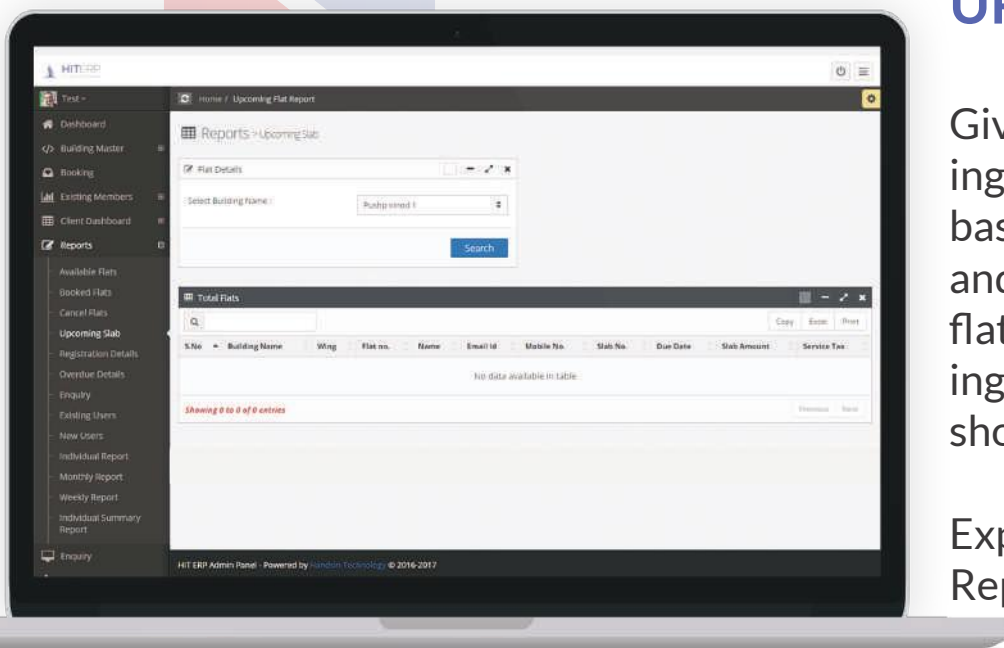 HITERP
Test
Home / Upcoming Flat Report
Dashboard
Building Master
Booking
Existing Members
Client Dashboard
Reports
Available Flats
Booked Flats
Cancel Flats
Upcoming Slab
Registration Details
Overdue Details
Enquiry
Existing Users
New Users
Individual Report
Monthly Report
Weekly Report
Individual Summary
Report
Enquiry
Reports > Upcoming Slab
Flat Details
Select Building Name :
Search
Total Flats
Copy Excel Print
S.No Building Name Wing Flat no. Name Email Id Mobile No. Slab No. Due Date Slab Amount Service Tax
No data available in table
Showing 0 to 0 of 0 entries
Previous Next
HIT ERP Admin Panel - Powered by Technology © 2016-2017
Giv
ing
bas
and
flat
ing
sho
Exp
Rep